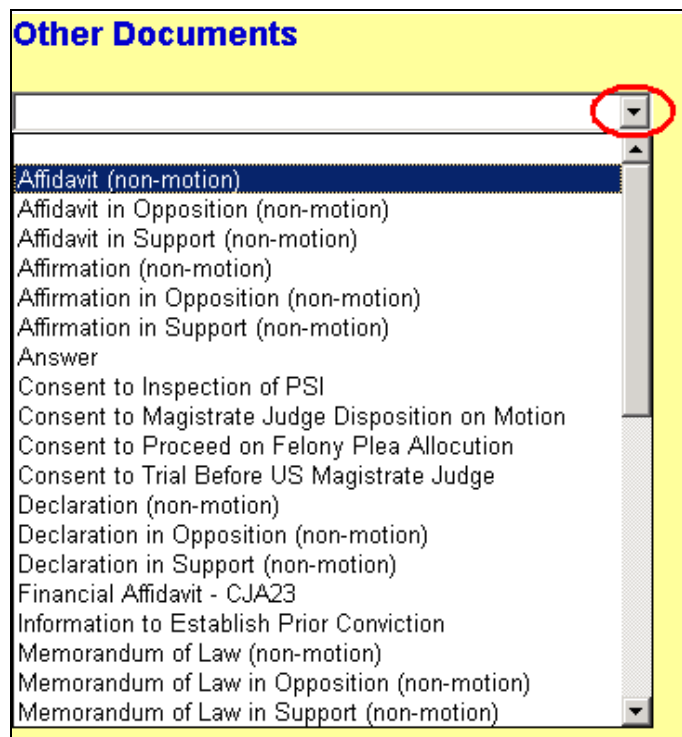 Other Documents
Affidavit (non-motion)
Affidavit in Opposition (non-motion)
Affidavit in Support (non-motion)
Affirmation (non-motion)
Affirmation in Opposition (non-motion)
Affirmation in Support (non-motion)
Answer
Consent to Inspection of PSI
Consent to Magistrate Judge Disposition on Motion
Consent to Proceed on Felony Plea Allocution
Consent to Trial Before US Magistrate Judge
Declaration (non-motion)
Declaration in Opposition (non-motion)
Declaration in Support (non-motion)
Financial Affidavit - CJA23
Information to Establish Prior Conviction
Memorandum of Law (non-motion)
Memorandum of Law in Opposition (non-motion)
Memorandum of Law in Support (non-motion)